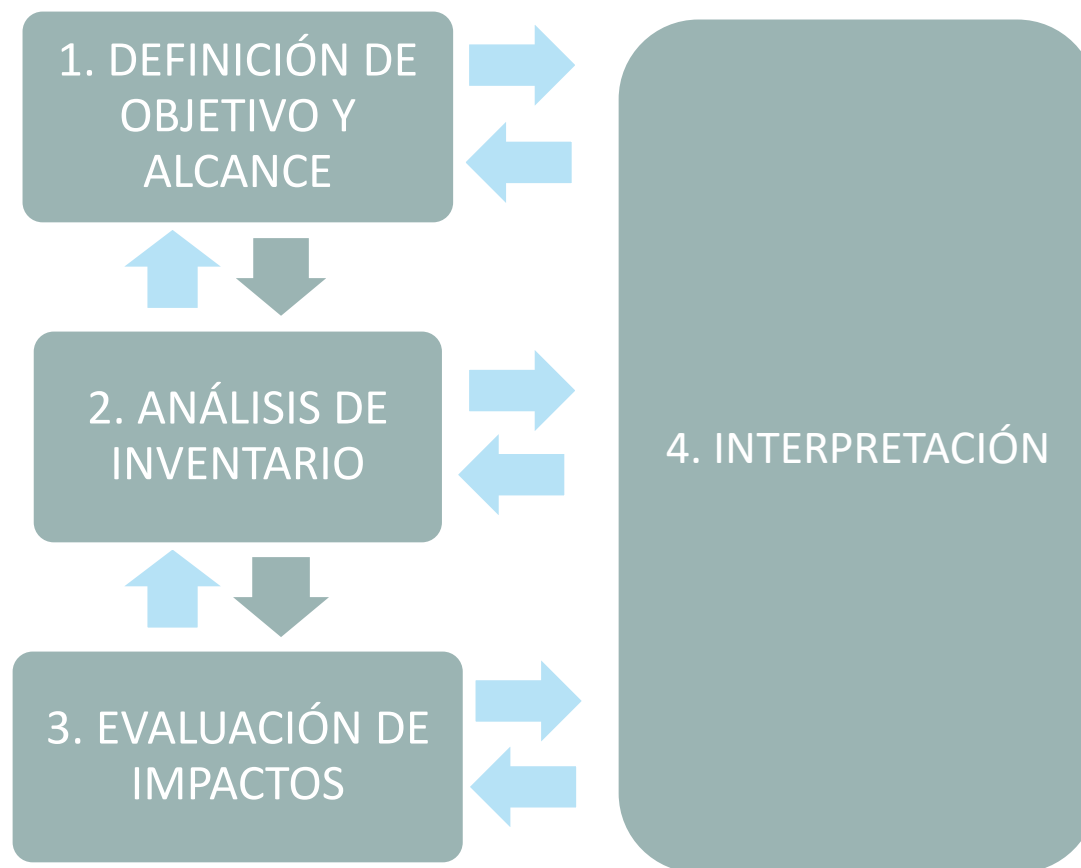 1. DEFINICIÓN DE
OBJETIVO Y
ALCANCE
2. ANÁLISIS DE
INVENTARIO
4. INTERPRETACIÓN
3. EVALUACIÓN DE
IMPACTOS